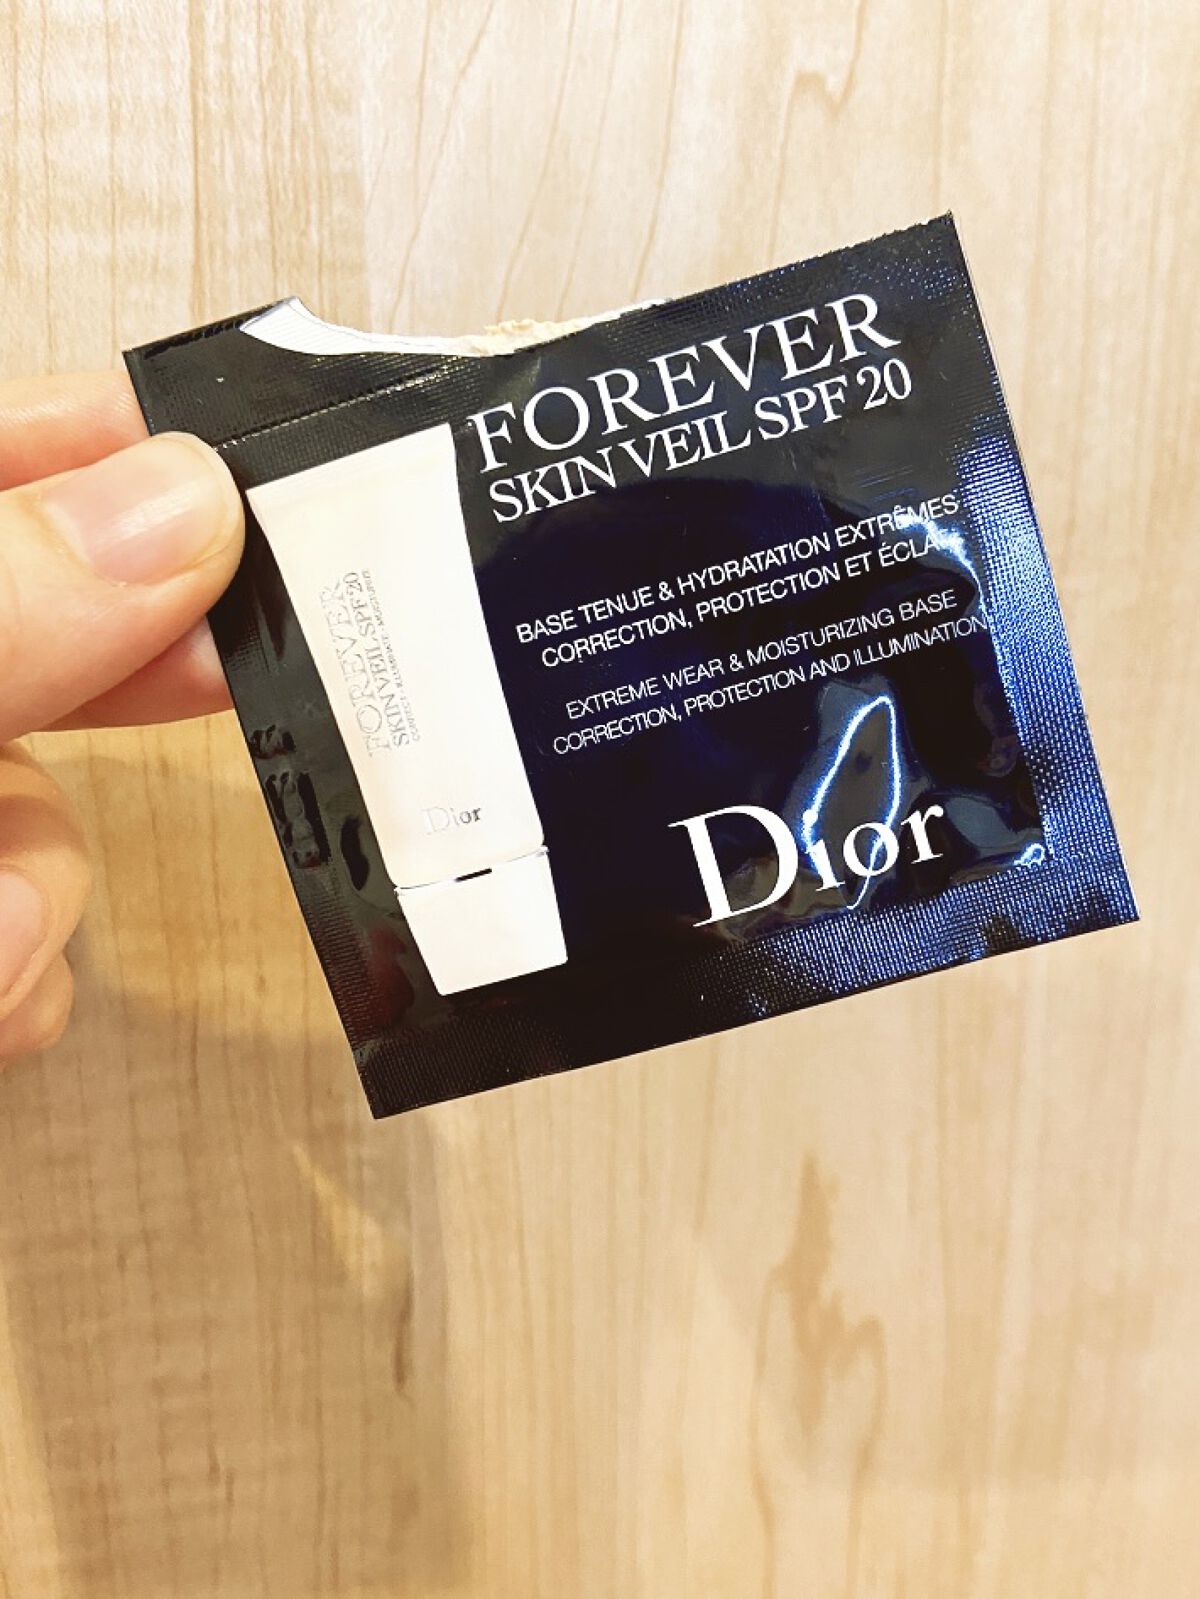 FOREVER
SKIN VEIL SPF 20
BASE TENUE & HYDRATATION EXTRÊMES
CORRECTION, PROTECTION ET
EXTREME WEAR & MOISTURIZING BASE
CORRECTION, PROTECTION AND ILLUMINATION
Dior
FOREVER
SKIN VEIL SPF 20
Dior